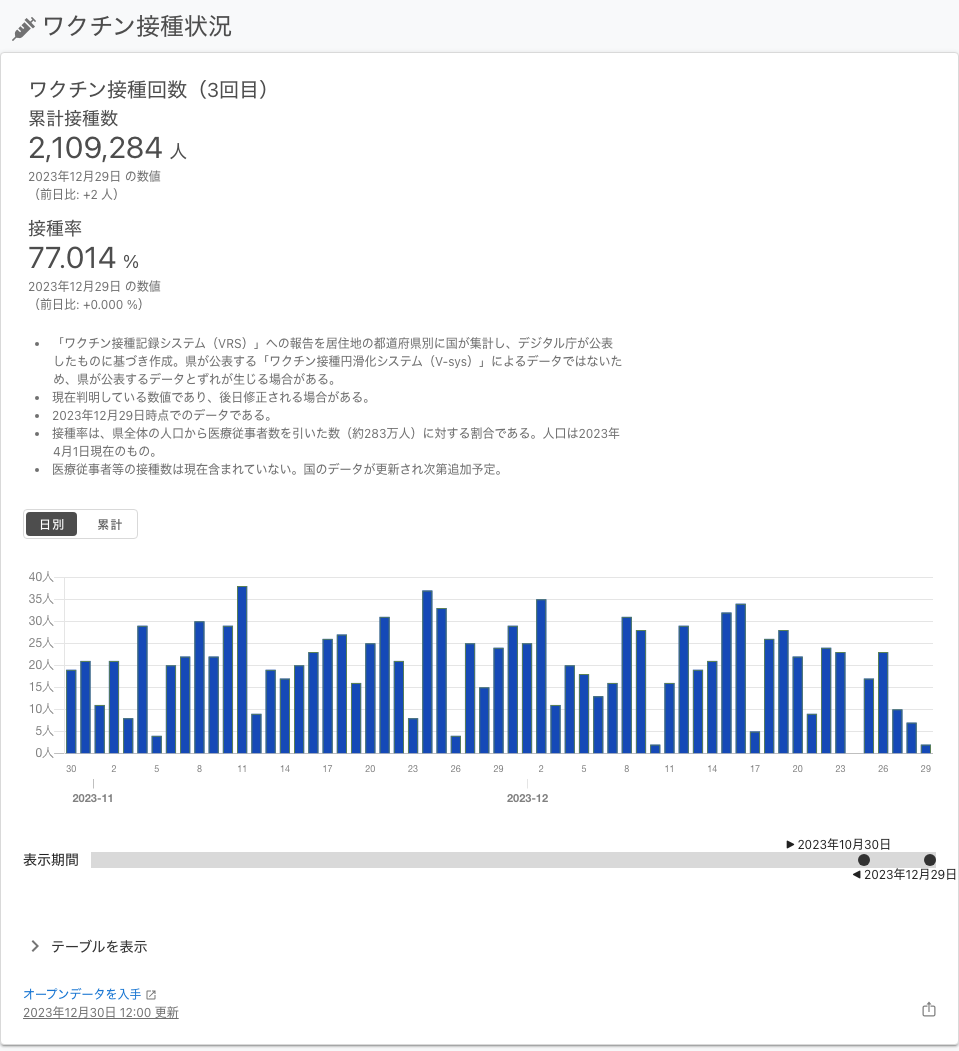 ワクチン接種状況
ワクチン接種回数（3回目）
累計接種数
2,109,284 人
2023年12月29日 の数値
（前日比: +2 人）
接種率
77.014 %
2023年12月29日 の数値
（前日比: +0.000 %）
• 「ワクチン接種記録システム（VRS）」への報告を居住地の都道府県別に国が集計し、デジタル庁が公表
したものに基づき作成。県が公表する「ワクチン接種円滑化システム（V-sys）」によるデータではないた
め、県が公表するデータとずれが生じる場合がある。
• 現在判明している数値であり、後日修正される場合がある。
• 2023年12月29日時点でのデータである。
• 接種率は、県全体の人口から医療従事者数を引いた数（約283万人）に対する割合である。人口は2023年
4月1日現在のもの。
• 医療従事者等の接種数は現在含まれていない。国のデータが更新され次第追加予定。
日別 累計
40人
35人
30人
25人
20人
15人
10人
5人
0人
30 2 5 8 11 14 17 20 23 26 29 2 5 8 11 14 17 20 23 26 29
2023-11 2023-12
▶ 2023年10月30日
表示期間
◀ 2023年12月29日
テーブルを表示
オープンデータを入手
2023年12月30日 12:00 更新